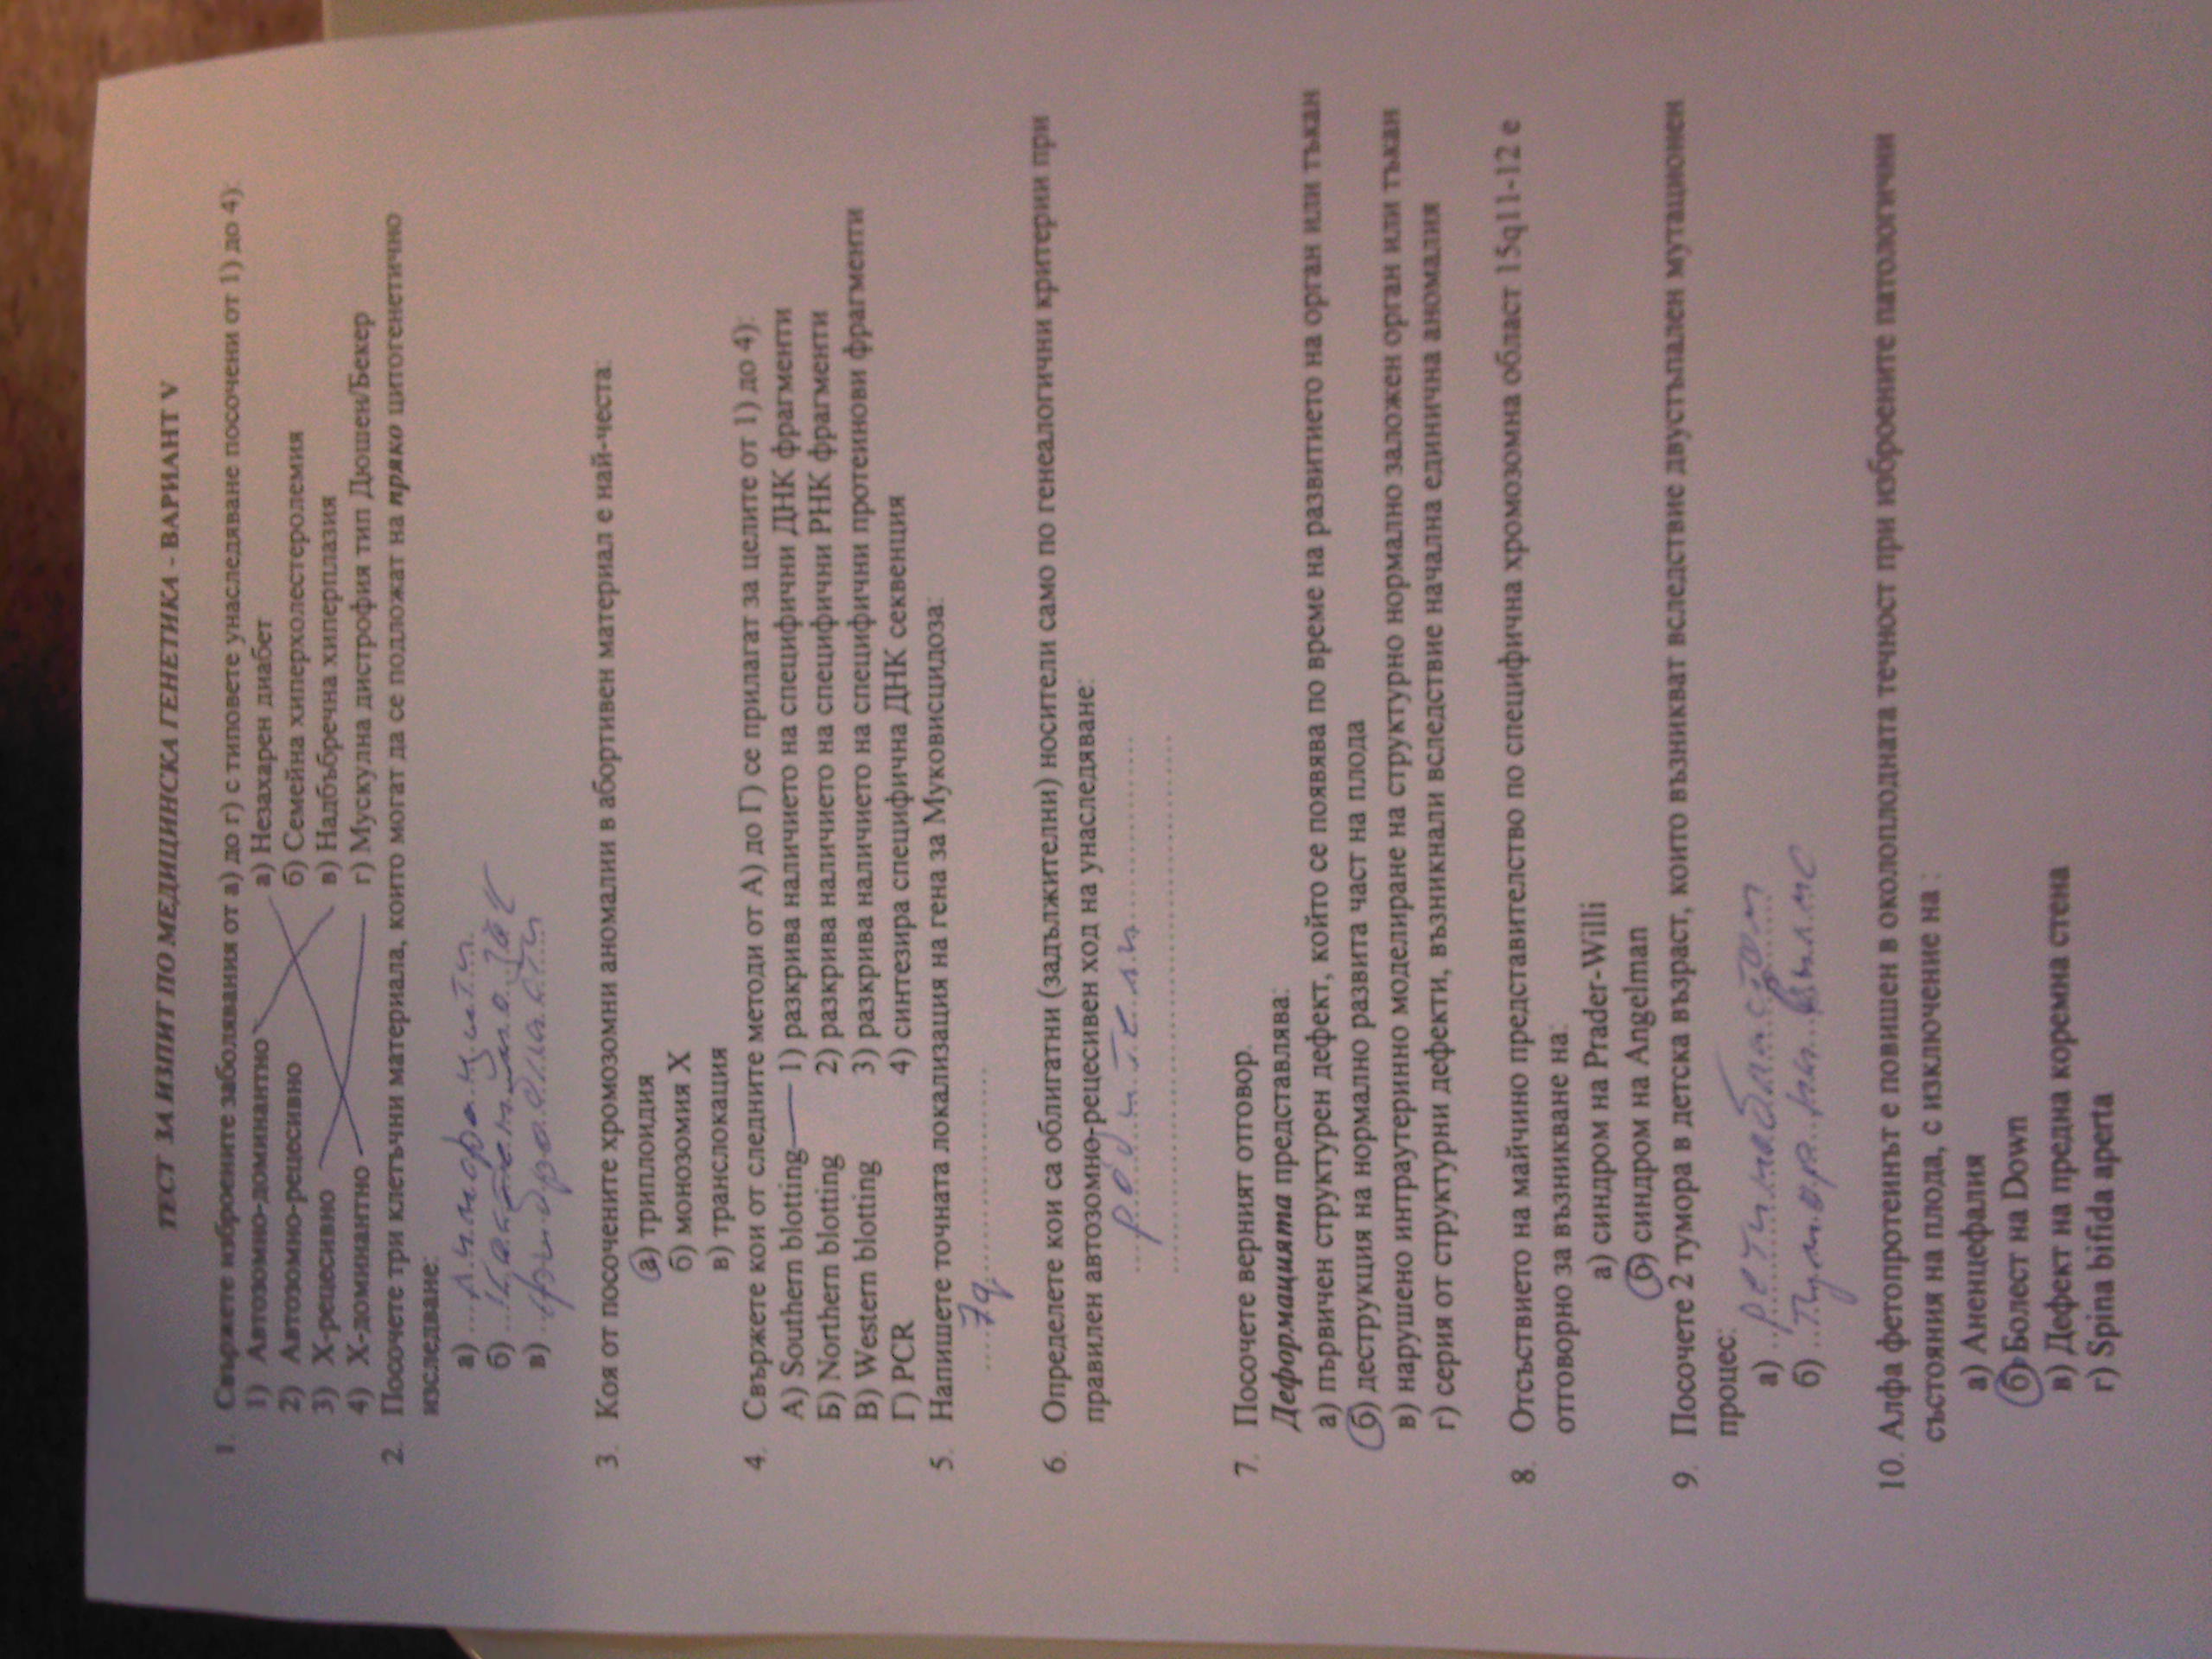 ТЕСТ ЗА ИЗПИТ ПО МЕДИЦИНСКА ГЕНЕТИКА - ВАРИАНТ V
1. Свържете изброените заболявания от а) до г) с типовете унаследяване посочени от 1) до 4):
1) Автозомно-доминантно а) Незахарен диабет
2) Автозомно-рецесивно б) Семейна хиперхолестеролемия
3) Х-рецесивно в) Надбъбречна хиперплазия
4) Х-доминантно г) Мускулна дистрофия тип Дюшен/Бекер
2. Посочете три клетъчни материала, които могат да се подложат на пряко цитогенетично
изследване:
а) лимфоцити
б)
в) фибробласти
3. Коя от посочените хромозомни аномалии в абортивен материал е най-честа:
а) триплоидия
б) монозомия Х
в) транслокация
4. Свържете кои от следните методи от А) до Г) се прилагат за целите от 1) до 4):
А) Southern blotting 1) разкрива наличието на специфични ДНК фрагменти
Б) Northern blotting 2) разкрива наличието на специфични РНК фрагменти
В) Western blotting 3) разкрива наличието на специфични протеинови фрагменти
Г) PCR 4) синтезира специфична ДНК секвенция
5. Напишете точната локализация на гена за Муковисцидоза:
7q
6. Определете кои са облигатни (задължителни) носители само по генеалогични критерии при
правилен автозомно-рецесивен ход на унаследяване:
родители
7. Посочете верният отговор.
Деформацията представлява:
а) първичен структурен дефект, който се появява по време на развитието на орган или тъкан
б) деструкция на нормално развита част на плода
в) нарушено интраутеринно моделиране на структурно нормално заложен орган или тъкан
г) серия от структурни дефекти, възникнали вследствие начална единична аномалия
8. Отсъствието на майчино представителство по специфична хромозомна област 15q11-12 е
отговорно за възникване на:
а) синдром на Prader-Willi
б) синдром на Angelman
9. Посочете 2 тумора в детска възраст, които възникват вследствие двустъпален мутационен
процес:
а) ретинобластом
б) тумора на Вилмс
10. Алфа фетопротеинът е повишен в околоплодната течност при изброените патологични
състояния на плода, с изключение на :
а) Аненцефалия
б) Болест на Down
в) Дефект на предна коремна стена
г) Spina bifida aperta